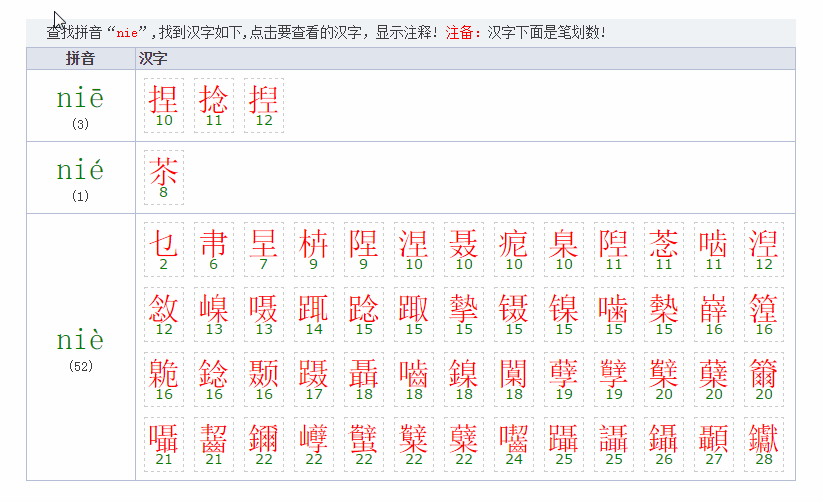 查找拼音“nie”,找到汉字如下,点击要查看的汉字，显示注释! 注备：汉字下面是笔划数!
拼音 汉字
niē
(3)
捏 捻 揑
10 11 12
nié
(1)
苶
8
niè
(52)
乜 帇 圼 枿 陧 涅 聂 疧 臬 隉 菍 啮 湼
2 6 7 9 9 10 10 10 10 11 11 11 12
敜 嵲 嗫 踂 踗 踙 摰 镊 镍 噛 槷 嶭 篞
12 13 13 14 15 15 15 15 15 15 15 16 16
臲 錜 颞 蹑 聶 嚙 鎳 闑 孼 孽 櫱 蘖 籋
16 16 16 17 18 18 18 18 19 19 20 20 20
囁 齧 鑈 巕 蠥 糱 蘗 囓 躡 讘 鑷 顳 钀
21 21 22 22 22 22 22 24 25 25 26 27 28